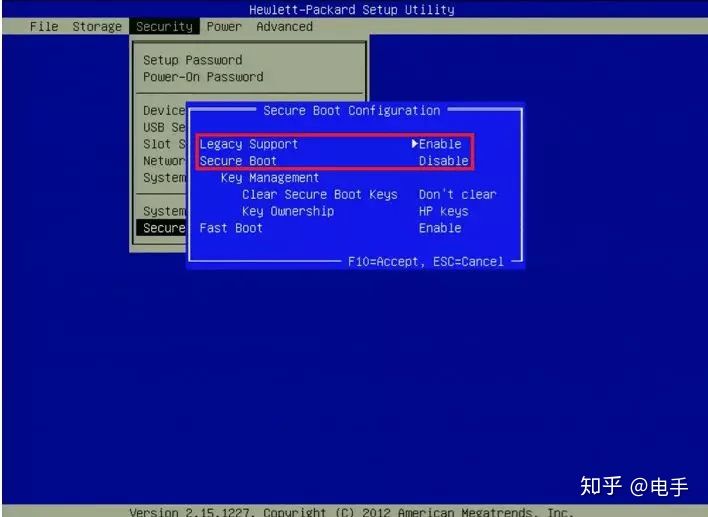 Hewlett-Packard Setup Utility
File Storage Security Power Advanced
Setup Password
Power-On Password
Device
USB Se
Slot S
Networ
System
System
Secure
Secure Boot Configuration
Legacy Support ▶Enable
Secure Boot Disable
Key Management
Clear Secure Boot Keys Don't clear
Key Ownership HP keys
Fast Boot Enable
F10=Accept, ESC=Cancel
知乎 @电手
Version 2.15.1227. Copyright (C) 2012 American Megatrends, Inc.